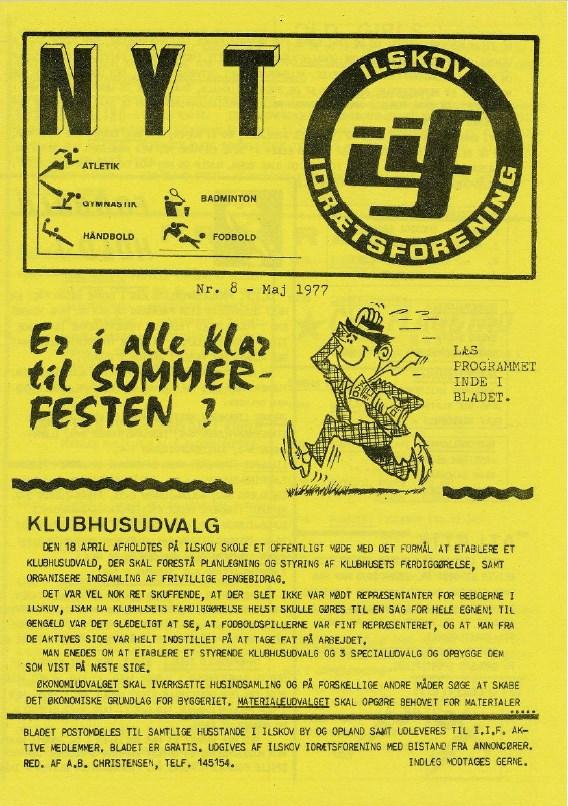 NYT
ILSKOV
IDRÆTSFORENING
iif
ATLETIK
GYMNASTIK
BADMINTON
HÅNDBOLD
FODBOLD
Nr. 8 - Maj 1977
Er i alle klar
til SOMMER-
FESTEN ?
LÆS
PROGRAMMET
INDE I
BLADET.
KLUBHUSUDVALG
DEN 18 APRIL AFHOLDTES PÅ ILSKOV SKOLE ET OFFENTLIGT MØDE MED DET FORMÅL AT ETABLERE ET
KLUBHUSUDVALD, DER SKAL FORESTÅ PLANLÆGNING OG STYRING AF KLUBHUSETS FÆRDIGGØRELSE, SAMT
ORGANISERE INDSAMLING AF FRIVILLIGE PENGEBIDRAG.
DET VAR VEL NOK RET SKUFFENDE, AT DER SLET IKKE VAR MØDT REPRÆSENTANTER FOR BEBOERNE I
ILSKOV, ISÆR DA KLUBHUSETS FÆRDIGGØRELSE HELST SKULLE GØRES TIL EN SAG FOR HELE EGNEN! TIL
GENGÆLD VAR DET GLÆDELIGT AT SE, AT FODBOLDSPILLERNE VAR FINT REPRÆSENTERET, OG AT MAN FRA
DE AKTIVES SIDE VAR HELT INDSTILLET PÅ AT TAGE FAT PÅ ARBEJDET.
MAN ENEDES OM AT ETABLERE ET STYRENDE KLUBHUSUDVALG OG 3 SPECIALUDVALG OG OPBYGGE DEM
SOM VIST PÅ NÆSTE SIDE.
ØKONOMIUDVALGET SKAL IVÆRKSÆTTE HUSINDSAMLING OG PÅ FORSKELLIGE ANDRE MÅDER SØGE AT SKABE
DET ØKONOMISKE GRUNDLAG FOR BYGGERIET. MATERIALEUDVALGET SKAL OPGØRE BEHOVET FOR MATERIALER
.....
BLADET POSTOMDELES TIL SAMTLIGE HUSSTANDE I ILSKOV BY OG OPLAND SAMT UDLEVERES TIL I.I.F. AK-
TIVE MEDLEMMER. BLADET ER GRATIS. UDGIVES AF ILSKOV IDRÆTSFORENING MED BISTAND FRA ANNONCØRER.
RED. AF A.B. CHRISTENSEN, TELF. 145154. INDLÆG MODTAGES GERNE.